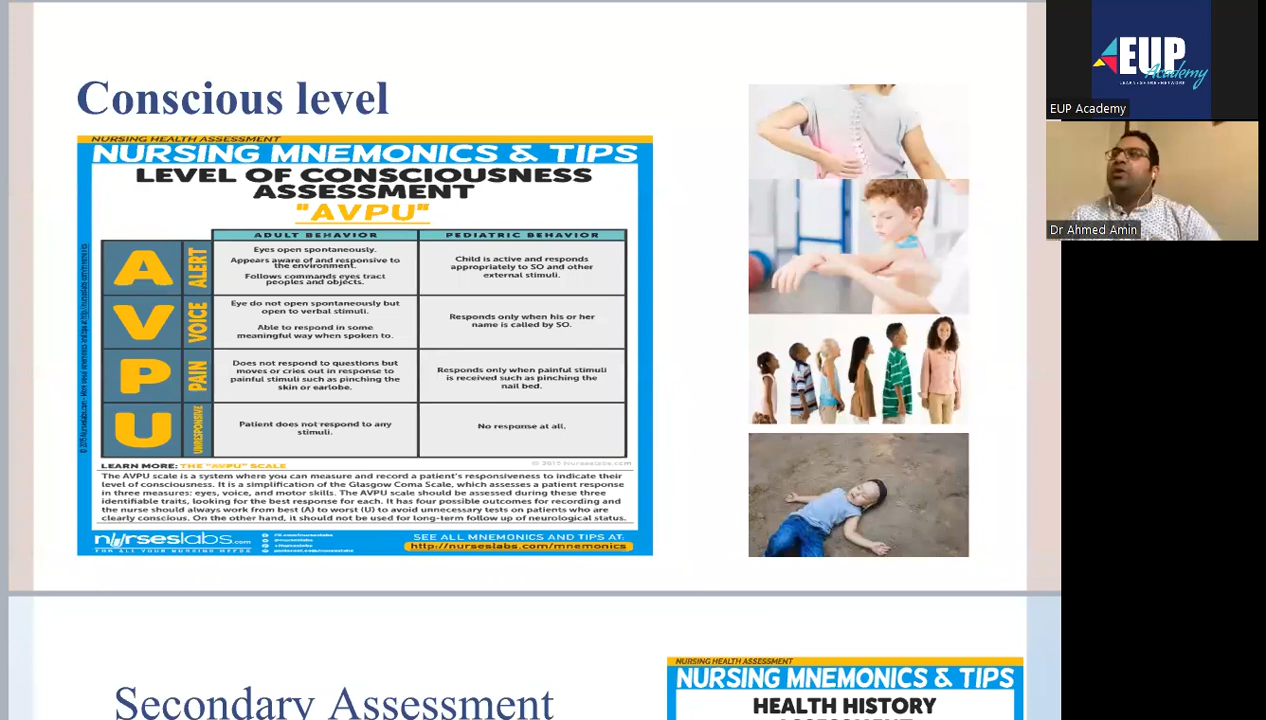 Conscious level
NURSING HEALTH ASSESSMENT
NURSING MNEMONICS & TIPS
LEVEL OF CONSCIOUSNESS
ASSESSMENT
"AVPU"
ADULT BEHAVIOR
PEDIATRIC BEHAVIOR
A
ALERT
Eyes open spontaneously.
Appears aware of and responsive to
the environment.
Follows commands eyes tract
peoples and objects.
Child is active and responds
appropriately to SO and other
external stimuli.
V
VOICE
Eye do not open spontaneously but
open to verbal stimuli.
Able to respond in some
meaningful way when spoken to.
Responds only when his or her
name is called by SO.
P
PAIN
Does not respond to questions but
moves or cries out in response to
painful stimuli such as pinching the
skin or earlobe.
Responds only when painful stimuli
is received such as pinching the
nail bed.
U
UNRESPONSIVE
Patient does not respond to any
stimuli.
No response at all.
LEARN MORE: THE "AVPU" SCALE
© 2015 Nurseslabs.com
The AVPU scale is a system where you can measure and record a patient's responsiveness to indicate their
level of consciousness. It is a simplification of the Glasgow Coma Scale, which assesses a patient response
in three measures: eyes, voice, and motor skills. The AVPU scale should be assessed during these three
identifiable traits, looking for the best response for each. It has four possible outcomes for recording and
the nurse should always work from best (A) to worst (U) to avoid unnecessary tests on patients who are
clearly conscious. On the other hand, it should not be used for long-term follow up of neurological status.
nurseslabs.com
FOR ALL YOUR NURSING NEEDS
SEE ALL MNEMONICS AND TIPS AT:
http://nurseslabs.com/mnemonics
Secondary Assessment
NURSING HEALTH ASSESSMENT
NURSING MNEMONICS & TIPS
HEALTH HISTORY
EUP
Academy
EUP Academy
Dr Ahmed Amin